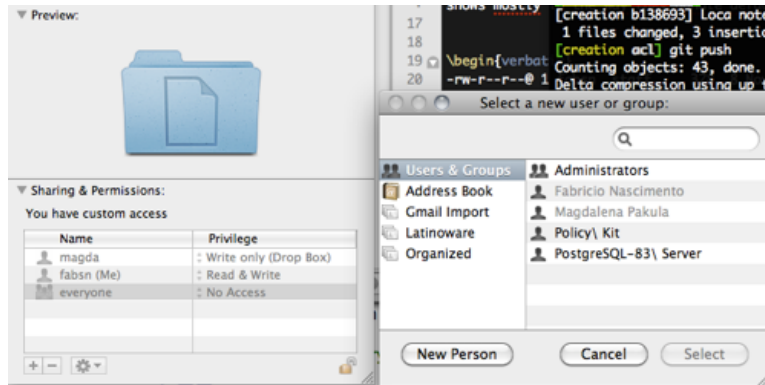 Preview:
Sharing & Permissions:
You have custom access
Name Privilege
magda Write only (Drop Box)
fabsn (Me) Read & Write
everyone No Access
17
18
19 \begin{verbat
20 -rw-r--r--@ 1
shows mostly
[creation b138693] Loca note
1 files changed, 3 insertio
[creation acl] git push
Counting objects: 43, done.
Delta compression using up t
Select a new user or group:
Users & Groups
Address Book
Gmail Import
Latinoware
Organized
Administrators
Fabricio Nascimento
Magdalena Pakula
Policy\ Kit
PostgreSQL-83\ Server
New Person Cancel Select